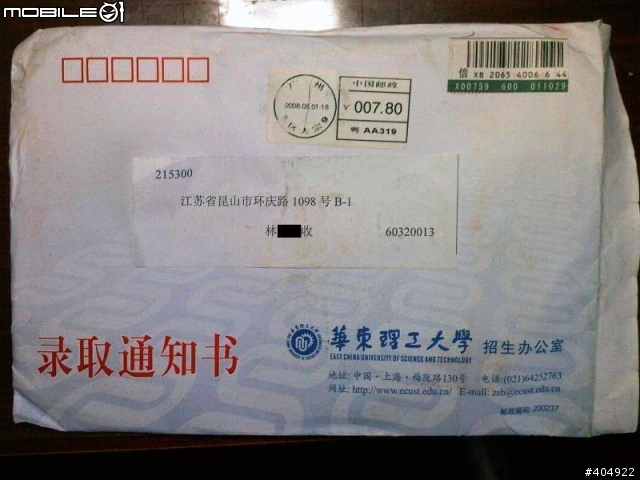 MOBILE01
信 XB 2065 4006 6 44
X00759 600 011029
广 州
2008.08.01-18
中国邮政
¥ 007.80
粤 AA319
215300
江苏省昆山市环庆路 1098 号 B-1
林 收 60320013
录取通知书
華東理工大學 招生办公室
EAST CHINA UNIVERSITY OF SCIENCE AND TECHNOLOGY
地址: 中国·上海·梅陇路130号 电话:(021)64252763
网址: http://www.ecust.edu.cn/ E-mail: zsb@ecust.edu.cn
邮政编码 200237
#404922